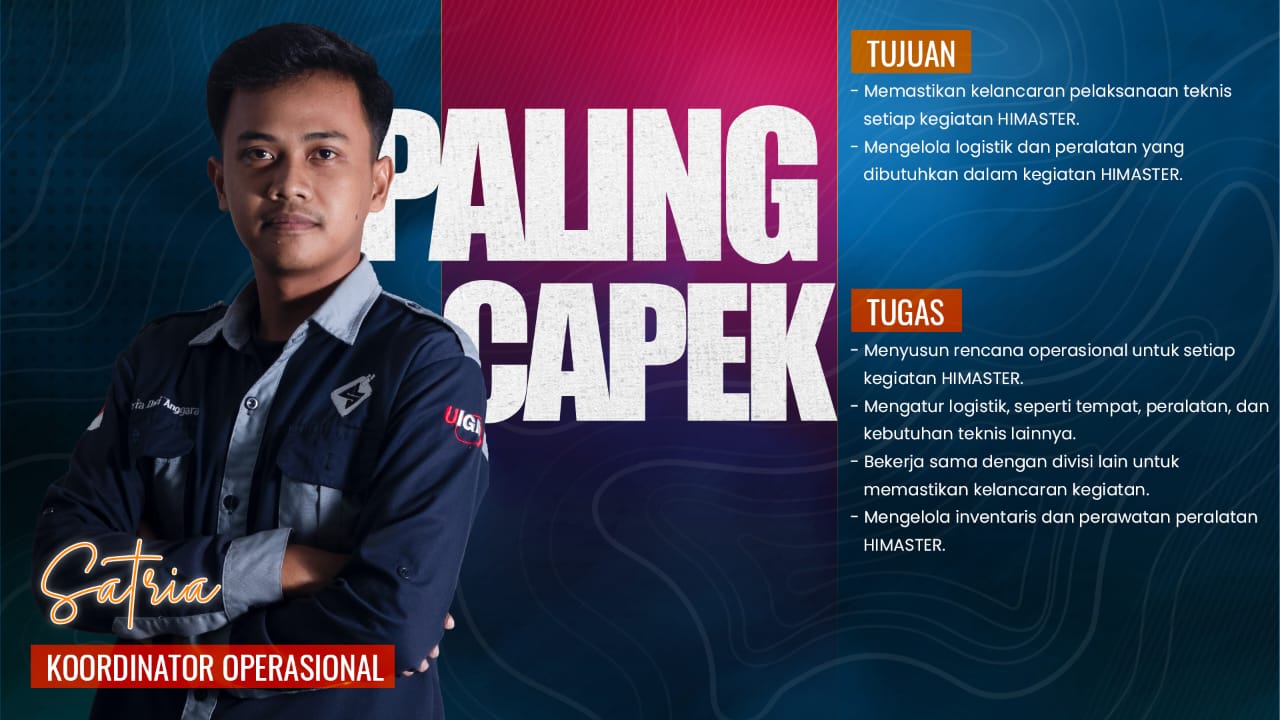 PALING
CAPEK
Anggara
UIGM
Satria
KOORDINATOR OPERASIONAL
TUJUAN
- Memastikan kelancaran pelaksanaan teknis
setiap kegiatan HIMASTER.
- Mengelola logistik dan peralatan yang
dibutuhkan dalam kegiatan HIMASTER.
TUGAS
- Menyusun rencana operasional untuk setiap
kegiatan HIMASTER.
- Mengatur logistik, seperti tempat, peralatan, dan
kebutuhan teknis lainnya.
- Bekerja sama dengan divisi lain untuk
memastikan kelancaran kegiatan.
- Mengelola inventaris dan perawatan peralatan
HIMASTER.